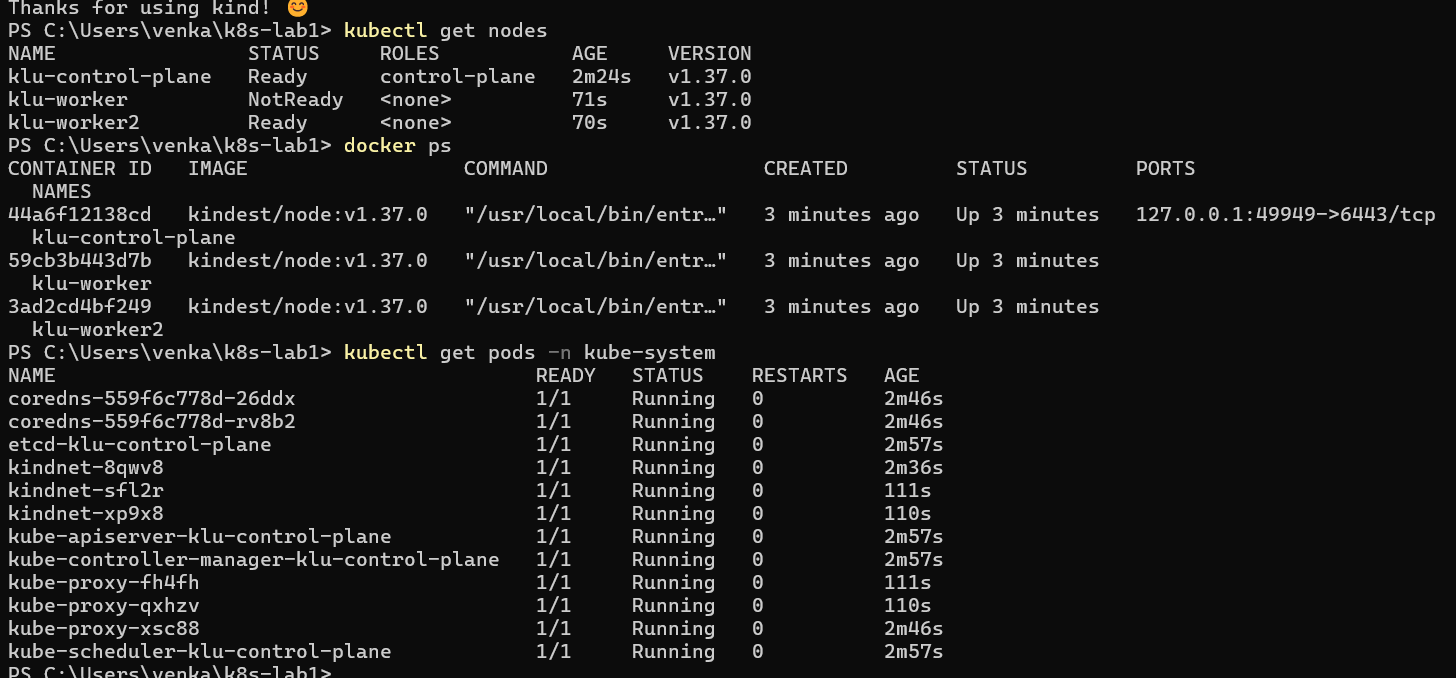 Thanks for using kind! 😊
PS C:\Users\venka\k8s-lab1> kubectl get nodes
NAME                STATUS     ROLES           AGE     VERSION
klu-control-plane   Ready      control-plane   2m24s   v1.37.0
klu-worker          NotReady   <none>          71s     v1.37.0
klu-worker2         Ready      <none>          70s     v1.37.0
PS C:\Users\venka\k8s-lab1> docker ps
CONTAINER ID   IMAGE                  COMMAND                  CREATED         STATUS         PORTS
  NAMES
44a6f12138cd   kindest/node:v1.37.0   "/usr/local/bin/entr…"   3 minutes ago   Up 3 minutes   127.0.0.1:49949->6443/tcp
  klu-control-plane
59cb3b443d7b   kindest/node:v1.37.0   "/usr/local/bin/entr…"   3 minutes ago   Up 3 minutes
  klu-worker
3ad2cd4bf249   kindest/node:v1.37.0   "/usr/local/bin/entr…"   3 minutes ago   Up 3 minutes
  klu-worker2
PS C:\Users\venka\k8s-lab1> kubectl get pods -n kube-system
NAME                                        READY   STATUS    RESTARTS   AGE
coredns-559f6c778d-26ddx                    1/1     Running   0          2m46s
coredns-559f6c778d-rv8b2                    1/1     Running   0          2m46s
etcd-klu-control-plane                      1/1     Running   0          2m57s
kindnet-8qwv8                               1/1     Running   0          2m36s
kindnet-sfl2r                               1/1     Running   0          111s
kindnet-xp9x8                               1/1     Running   0          110s
kube-apiserver-klu-control-plane            1/1     Running   0          2m57s
kube-controller-manager-klu-control-plane   1/1     Running   0          2m57s
kube-proxy-fh4fh                            1/1     Running   0          111s
kube-proxy-qxhzv                            1/1     Running   0          110s
kube-proxy-xsc88                            1/1     Running   0          2m46s
kube-scheduler-klu-control-plane            1/1     Running   0          2m57s
PS C:\Users\venka\k8s-lab1>